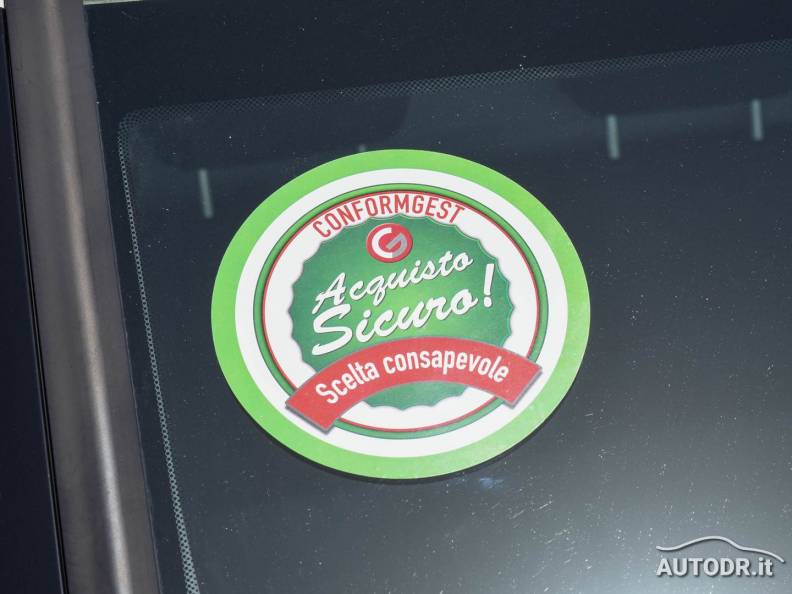 CONFORMGEST
Acquisto
Sicuro!
Scelta consapevole
AUTODR.it